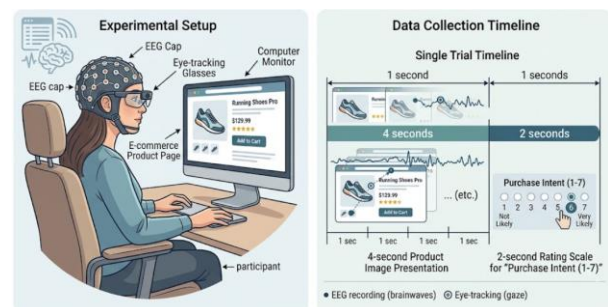 Experimental Setup
EEG Cap
Eye-tracking
Glasses
Computer
Monitor
EEG cap
E-commerce
Product Page
Running Shoes Pro
$129.99
Add to Cart
participant
Data Collection Timeline
Single Trial Timeline
1 second
1 seconds
4 seconds
2 seconds
Running Shoes Pro
$129.99
Add to Cart
... (etc.)
Purchase Intent (1-7)
1 2 3 4 5 6 7
Not
Likely
Very
Likely
1 sec 1 sec 1 sec 1 sec
4-second Product
Image Presentation
2-second Rating Scale
for "Purchase Intent (1-7)"
EEG recording (brainwaves) Eye-tracking (gaze)